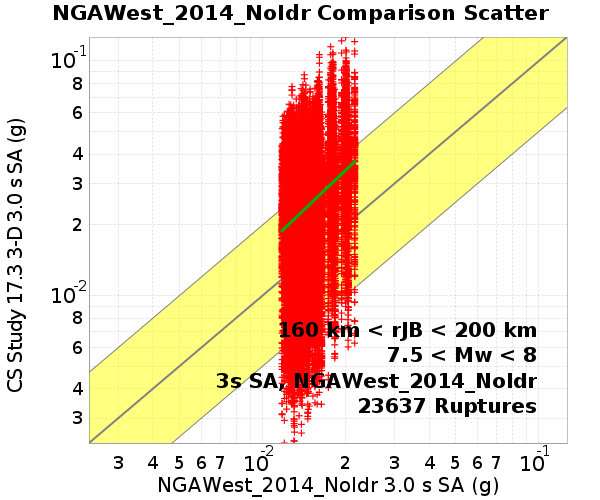 NGAWest_2014_NoIdr Comparison Scatter
CS Study 17.3 3-D 3.0 s SA (g)
10-1
8
6
4
3
2
10-2
8
6
4
3
160 km < rJB < 200 km
7.5 < Mw < 8
3s SA, NGAWest_2014_NoIdr
23637 Ruptures
3 4 5 6 7 10-2 2 3 4 5 6 7 10-1
NGAWest_2014_NoIdr 3.0 s SA (g)